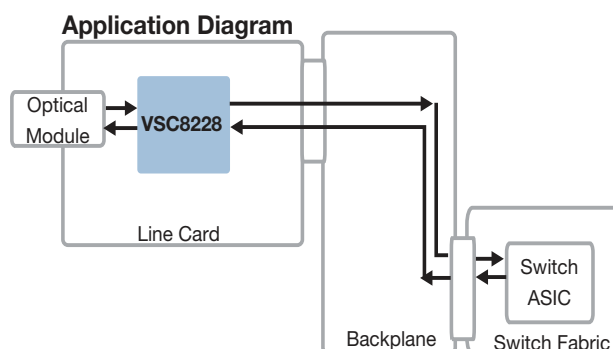 Application Diagram
Optical
Module
VSC8228
Line Card
Switch
ASIC
Backplane
Switch Fabric